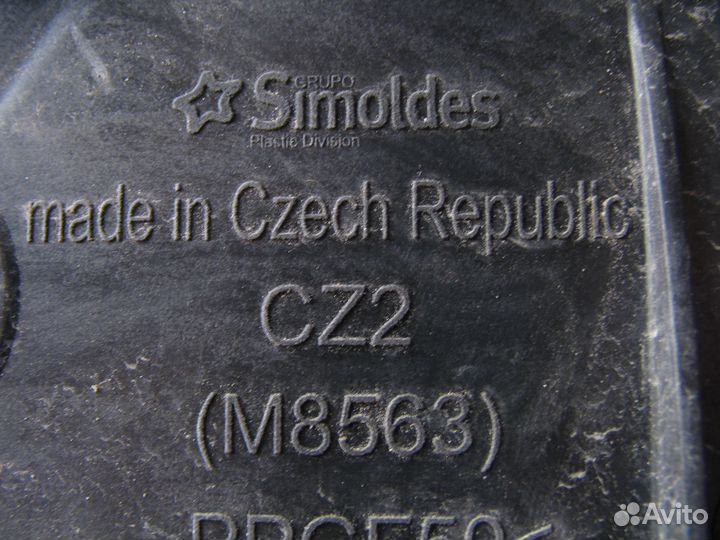 GRUPO
Simoldes
Plastic Division
made in Czech Republic
CZ2
(M8563)
Avito